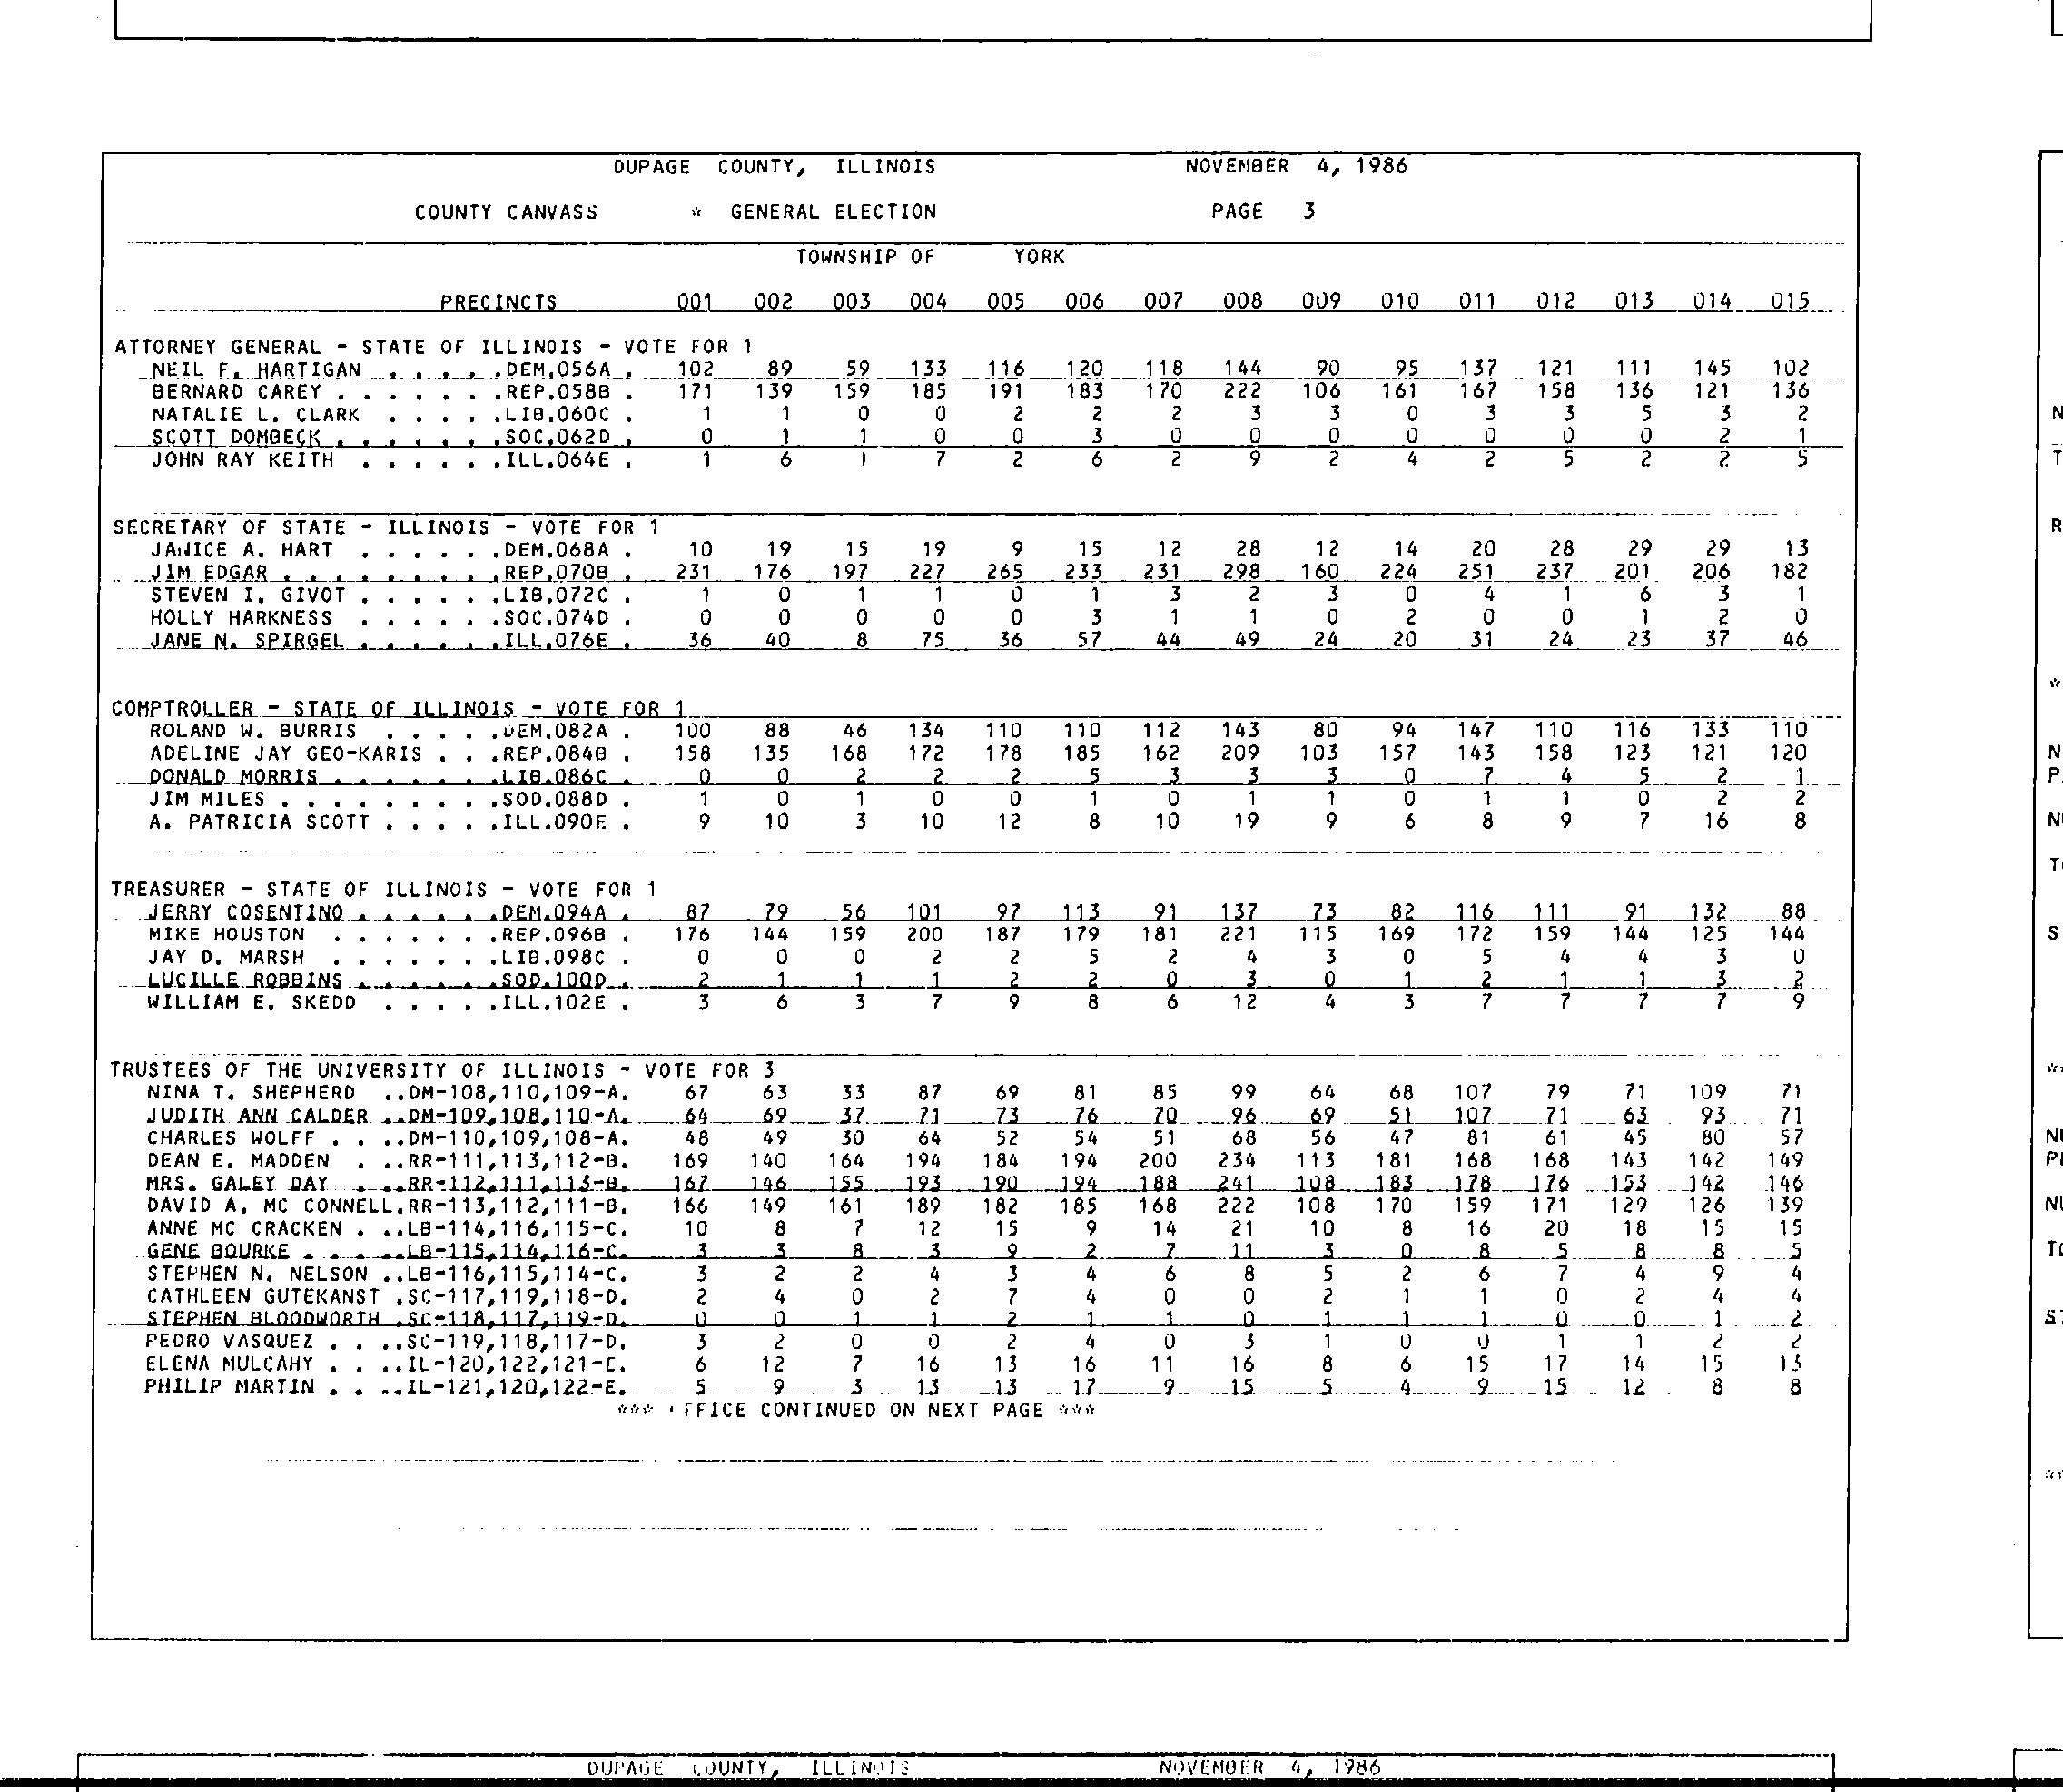 DUPAGE COUNTY, ILLINOIS NOVEMBER 4, 1986
COUNTY CANVASS * GENERAL ELECTION PAGE 3
TOWNSHIP OF YORK
PRECINCTS 001 002 003 004 005 006 007 008 009 010 011 012 013 014 015
ATTORNEY GENERAL - STATE OF ILLINOIS - VOTE FOR 1
NEIL F. HARTIGAN . . . . .DEM.056A . 102 89 59 133 116 120 118 144 90 95 137 121 111 145 102
BERNARD CAREY . . . . . . .REP.058B . 171 139 159 185 191 183 170 222 106 161 167 158 136 121 136
NATALIE L. CLARK . . . . .LIB.060C . 1 1 0 0 2 2 2 3 3 0 3 3 5 3 2
SCOTT DOMBECK . . . . . . .SOC.062D . 0 1 1 0 0 3 0 0 0 0 0 0 0 2 1
JOHN RAY KEITH . . . . . .ILL.064E . 1 6 1 7 2 6 2 9 2 4 2 5 2 2 5
SECRETARY OF STATE - ILLINOIS - VOTE FOR 1
JANICE A. HART . . . . . .DEM.068A . 10 19 15 19 9 15 12 28 12 14 20 28 29 29 13
JIM EDGAR . . . . . . . . .REP.070B . 231 176 197 227 265 233 231 298 160 224 251 237 201 206 182
STEVEN I. GIVOT . . . . . .LIB.072C . 1 0 1 1 0 1 3 2 3 0 4 1 6 3 1
HOLLY HARKNESS . . . . . .SOC.074D . 0 0 0 0 0 3 1 1 0 2 0 0 1 2 0
JANE N. SPIRGEL . . . . . .ILL.076E . 36 40 8 75 36 57 44 49 24 20 31 24 23 37 46
COMPTROLLER - STATE OF ILLINOIS - VOTE FOR 1
ROLAND W. BURRIS . . . . .DEM.082A . 100 88 46 134 110 110 112 143 80 94 147 110 116 133 110
ADELINE JAY GEO-KARIS . . .REP.084B . 158 135 168 172 178 185 162 209 103 157 143 158 123 121 120
DONALD MORRIS . . . . . . .LIB.086C . 0 0 2 2 2 5 3 3 3 0 7 4 5 2 1
JIM MILES . . . . . . . . .SOD.088D . 1 0 1 0 0 1 0 1 1 0 1 1 0 2 2
A. PATRICIA SCOTT . . . . .ILL.090E . 9 10 3 10 12 8 10 19 9 6 8 9 7 16 8
TREASURER - STATE OF ILLINOIS - VOTE FOR 1
JERRY COSENTINO . . . . . .DEM.094A . 87 79 56 101 97 113 91 137 73 82 116 111 91 132 88
MIKE HOUSTON . . . . . . .REP.096B . 176 144 159 200 187 179 181 221 115 169 172 159 144 125 144
JAY D. MARSH . . . . . . .LIB.098C . 0 0 0 2 2 5 2 4 3 0 5 4 4 3 0
LUCILLE ROBBINS . . . . . .SOD.100D . 2 1 1 1 2 2 0 3 0 1 2 1 1 3 2
WILLIAM E. SKEDD . . . . .ILL.102E . 3 6 3 7 9 8 6 12 4 3 7 7 7 7 9
TRUSTEES OF THE UNIVERSITY OF ILLINOIS - VOTE FOR 3
NINA T. SHEPHERD ..DM-108,110,109-A. 67 63 33 87 69 81 85 99 64 68 107 79 71 109 71
JUDITH ANN CALDER ..DM-109,108,110-A. 64 69 37 71 73 76 70 96 69 51 107 71 63 93 71
CHARLES WOLFF . . ..DM-110,109,108-A. 48 49 30 64 52 54 51 68 56 47 81 61 45 80 57
DEAN E. MADDEN . ..RR-111,113,112-B. 169 140 164 194 184 194 200 234 113 181 168 168 143 142 149
MRS. GALEY DAY . ..RR-112,111,113-B. 167 146 155 193 190 194 188 241 108 183 178 176 153 142 146
DAVID A. MC CONNELL.RR-113,112,111-B. 166 149 161 189 182 185 168 222 108 170 159 171 129 126 139
ANNE MC CRACKEN . ..LB-114,116,115-C. 10 8 7 12 15 9 14 21 10 8 16 20 18 15 15
GENE BOURKE . . . ..LB-115,114,116-C. 3 3 8 3 9 2 7 11 3 0 8 5 8 8 5
STEPHEN N. NELSON ..LB-116,115,114-C. 3 2 2 4 3 4 6 8 5 2 6 7 4 9 4
CATHLEEN GUTEKANST .SC-117,119,118-D. 2 4 0 2 7 4 0 0 2 1 1 0 2 4 4
STEPHEN BLOODWORTH .SC-118,117,119-D. 0 0 1 1 2 1 1 0 1 1 1 0 0 1 2
PEDRO VASQUEZ . . ..SC-119,118,117-D. 3 2 0 0 2 4 0 3 1 0 0 1 1 2 2
ELENA MULCAHY . . ..IL-120,122,121-E. 6 12 7 16 13 16 11 16 8 6 15 17 14 15 13
PHILIP MARTIN . . ..IL-121,120,122-E. 5 9 3 13 13 17 9 15 5 4 9 15 12 8 8
*** FFICE CONTINUED ON NEXT PAGE ***
DUPAGE COUNTY, ILLINOIS NOVEMBER 4, 1986